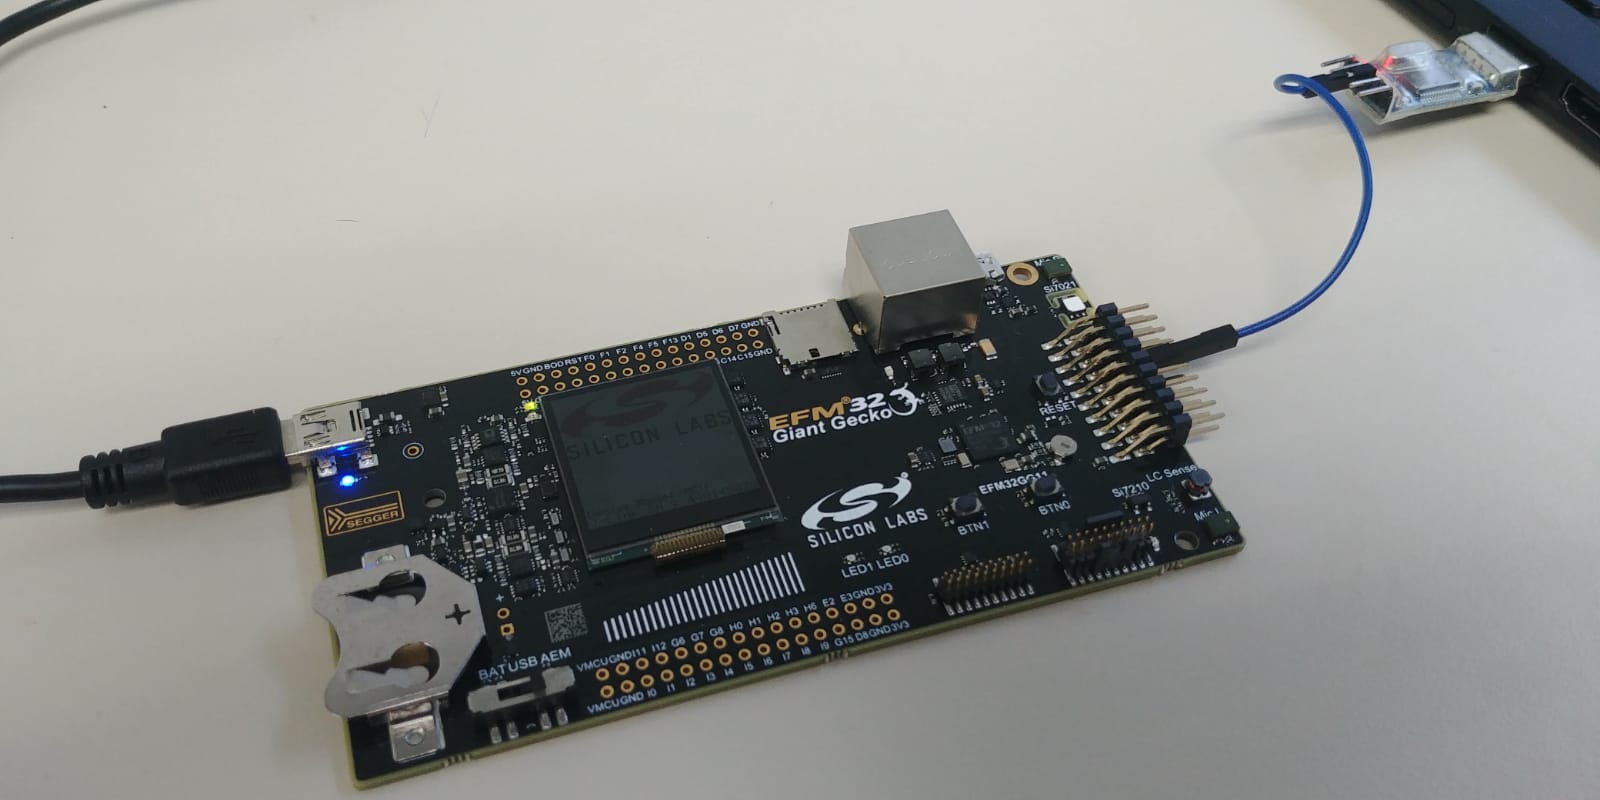 Si7021
5V GND BOD RST F0 F1 F2 F4 F5 F13 D1 D5 D6 D7 GND
C14 C15 GND
EFM®32
Giant Gecko
RESET
SILICON LABS
EFM32GG11
SEGGER
SILICON LABS
BTN1
BTN0
Si7210
LC Sense
LED1 LED0
BAT USB AEM
VMCU GND I11 I12 G6 G7 G8 H0 H1 H2 H3 H6 E2 E3 GND 3V3
VMCU GND I0 I1 I2 I3 I4 I5 I6 I7 I8 I9 G15 D8 GND 3V3